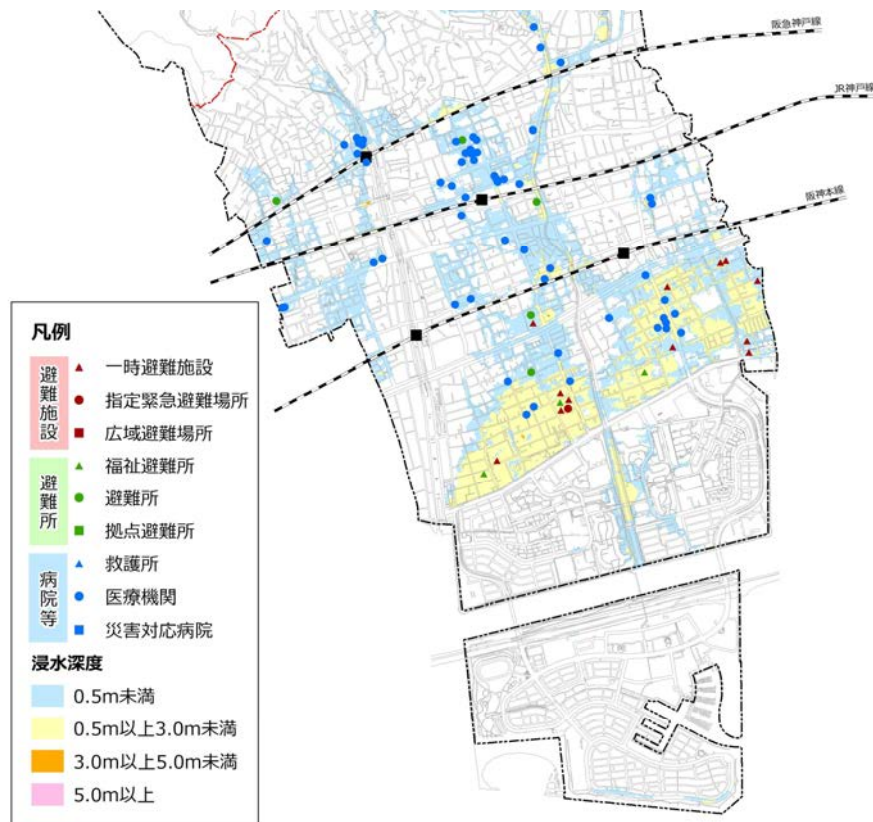 阪急神戸線
JR神戸線
阪神本線
凡例
避難施設
一時避難施設
指定緊急避難場所
広域避難場所
避難所
福祉避難所
避難所
拠点避難所
病院等
救護所
医療機関
災害対応病院
浸水深度
0.5m未満
0.5m以上3.0m未満
3.0m以上5.0m未満
5.0m以上